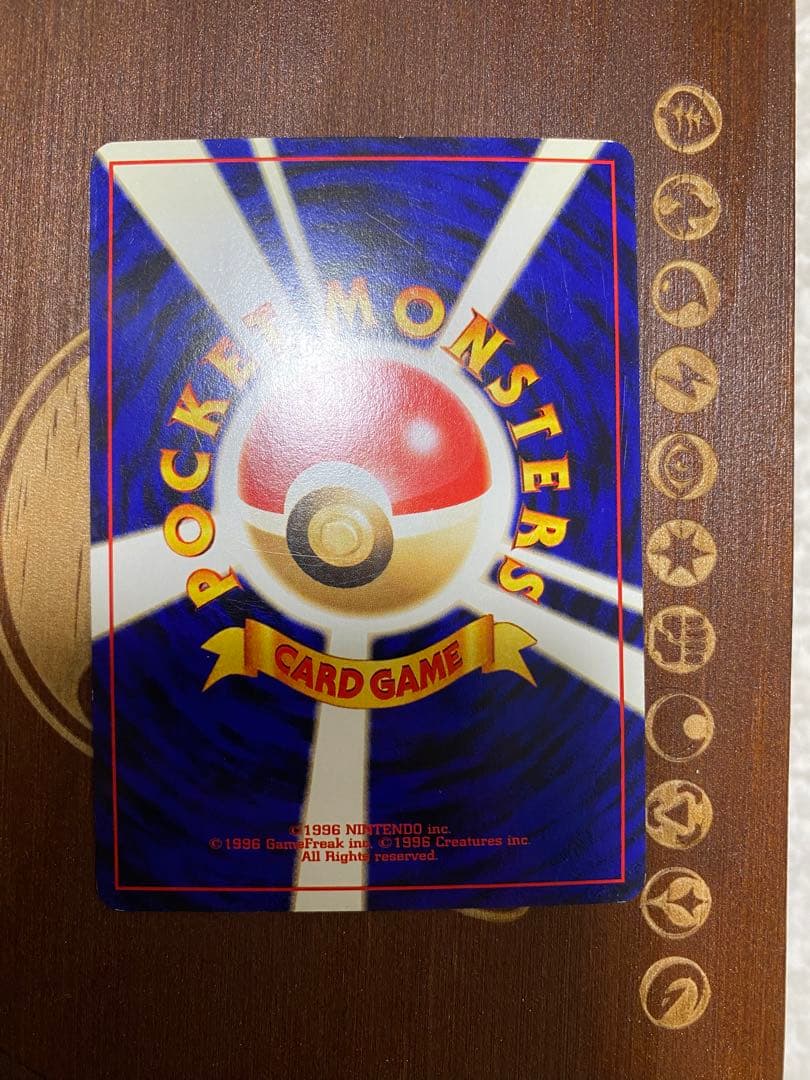 POCKET MONSTERS
CARD GAME
©1996 NINTENDO inc.
©1996 GameFreak inc. ©1996 Creatures inc.
All Rights reserved.